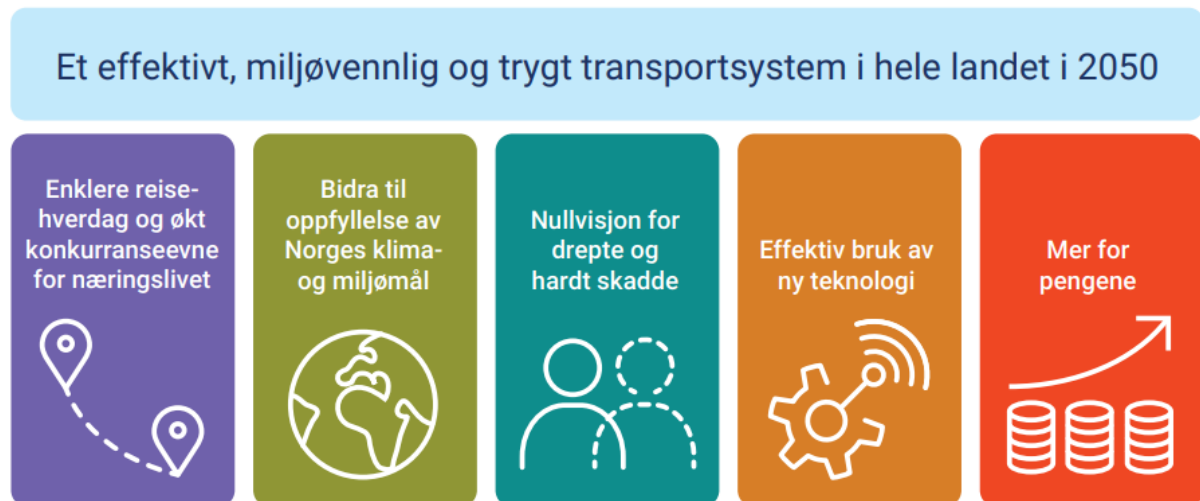 Et effektivt, miljøvennlig og trygt transportsystem i hele landet i 2050
Enklere reise-
hverdag og økt
konkurranseevne
for næringslivet
Bidra til
oppfyllelse av
Norges klima-
og miljømål
Nullvisjon for
drepte og
hardt skadde
Effektiv bruk av
ny teknologi
Mer for
pengene